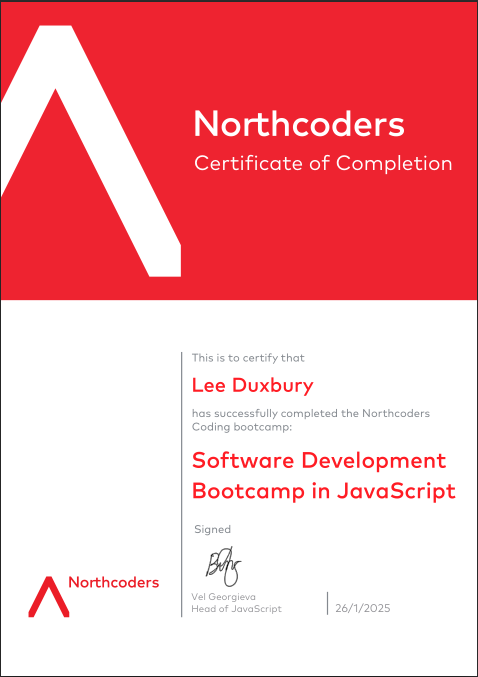 Northcoders
Certificate of Completion
This is to certify that
Lee Duxbury
has successfully completed the Northcoders
Coding bootcamp:
Software Development
Bootcamp in JavaScript
Signed
Northcoders
Vel Georgieva
Head of JavaScript
26/1/2025